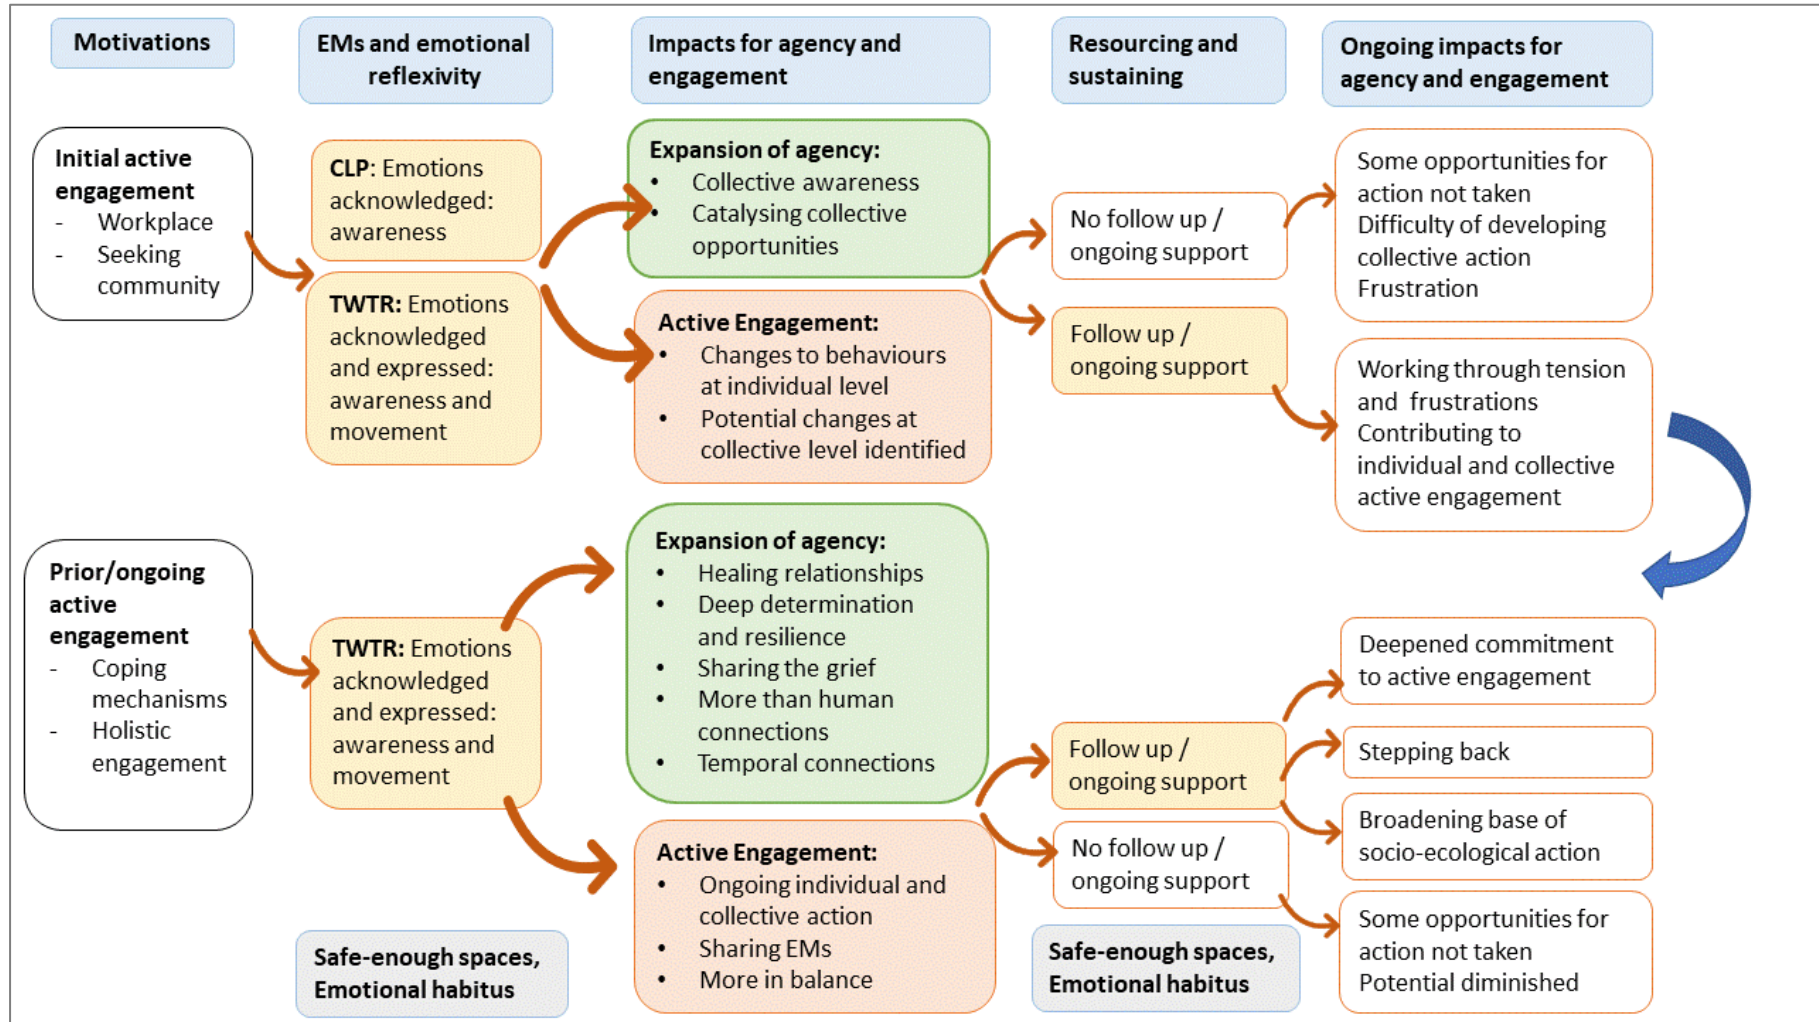 Motivations
EMs and emotional
reflexivity
Impacts for agency and
engagement
Resourcing and
sustaining
Ongoing impacts for
agency and engagement
Initial active
engagement
- Workplace
- Seeking
community
CLP: Emotions
acknowledged:
awareness
TWTR: Emotions
acknowledged
and expressed:
awareness and
movement
Expansion of agency:
• Collective awareness
• Catalysing collective
opportunities
Active Engagement:
• Changes to behaviours
at individual level
• Potential changes at
collective level identified
No follow up /
ongoing support
Follow up /
ongoing support
Some opportunities for
action not taken
Difficulty of developing
collective action
Frustration
Working through tension
and frustrations
Contributing to
individual and collective
active engagement
Prior/ongoing
active
engagement
- Coping
mechanisms
- Holistic
engagement
TWTR: Emotions
acknowledged
and expressed:
awareness and
movement
Expansion of agency:
• Healing relationships
• Deep determination
and resilience
• Sharing the grief
• More than human
connections
• Temporal connections
Active Engagement:
• Ongoing individual and
collective action
• Sharing EMs
• More in balance
Follow up /
ongoing support
No follow up /
ongoing support
Deepened commitment
to active engagement
Stepping back
Broadening base of
socio-ecological action
Some opportunities for
action not taken
Potential diminished
Safe-enough spaces,
Emotional habitus
Safe-enough spaces,
Emotional habitus